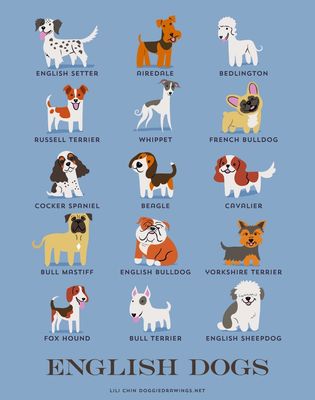 ENGLISH SETTER
AIREDALE
BEDLINGTON
RUSSELL TERRIER
WHIPPET
FRENCH BULLDOG
COCKER SPANIEL
BEAGLE
CAVALIER
BULL MASTIFF
ENGLISH BULLDOG
YORKSHIRE TERRIER
FOX HOUND
BULL TERRIER
ENGLISH SHEEPDOG
ENGLISH DOGS
LILI CHIN DOGGIEDRAWINGS.NET